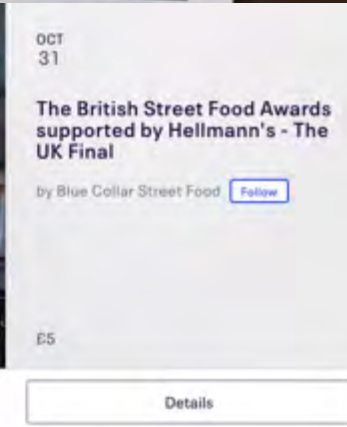 OCT
31
The British Street Food Awards
supported by Hellmann's - The
UK Final
by Blue Collar Street Food Follow
£5
Details